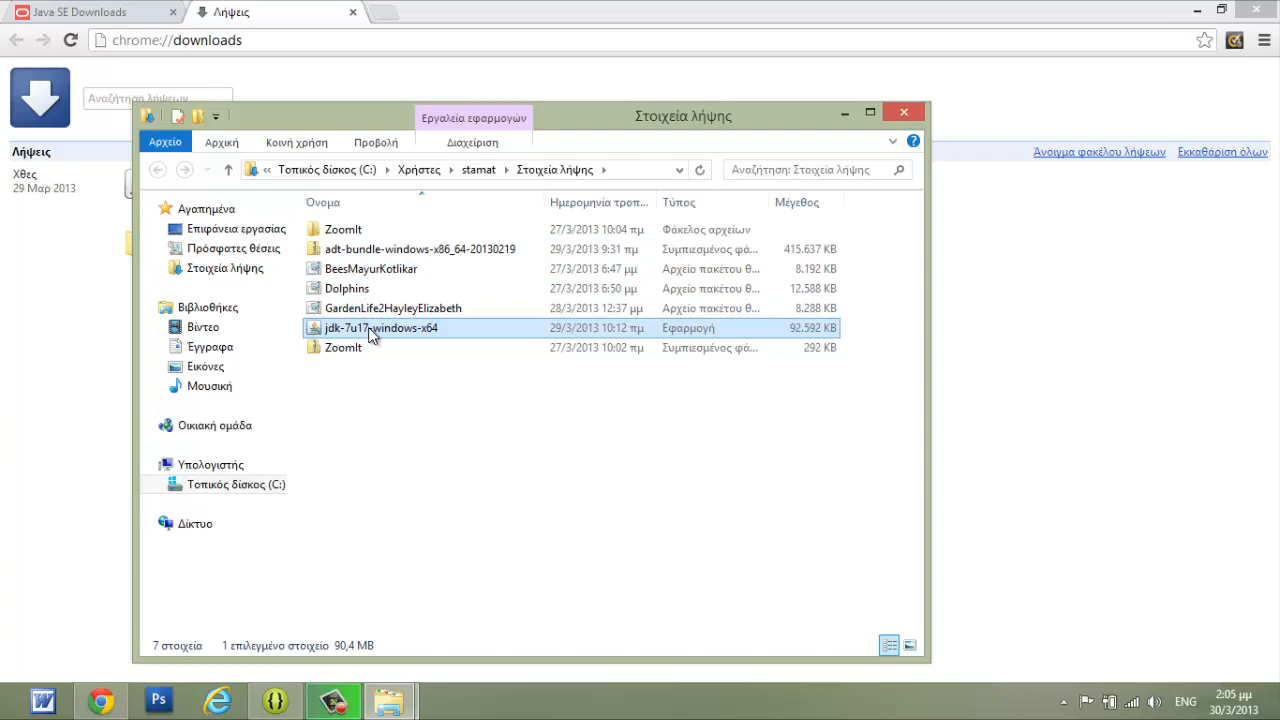 Java SE Downloads
Λήψεις
chrome://downloads
Αναζήτηση λήψεων
Λήψεις
Άνοιγμα φακέλου λήψεων Εκκαθάριση όλων
Χθες
29 Μαρ 2013
Εργαλεία εφαρμογών
Στοιχεία λήψης
Αρχείο Αρχική Κοινή χρήση Προβολή Διαχείριση
« Τοπικός δίσκος (C:) Χρήστες stamat Στοιχεία λήψης
Αναζήτηση: Στοιχεία λήψης
Αγαπημένα
Επιφάνεια εργασίας
Πρόσφατες θέσεις
Στοιχεία λήψης
Βιβλιοθήκες
Βίντεο
Έγγραφα
Εικόνες
Μουσική
Οικιακή ομάδα
Υπολογιστής
Τοπικός δίσκος (C:)
Δίκτυο
Όνομα Ημερομηνία τροπ... Τύπος Μέγεθος
ZoomIt 27/3/2013 10:04 πμ Φάκελος αρχείων
adt-bundle-windows-x86_64-20130219 29/3/2013 9:31 πμ Συμπιεσμένος φά... 415.637 KB
BeesMayurKotlikar 27/3/2013 6:47 μμ Αρχείο πακέτου θ... 8.192 KB
Dolphins 27/3/2013 6:50 μμ Αρχείο πακέτου θ... 12.588 KB
GardenLife2HayleyElizabeth 28/3/2013 12:37 μμ Αρχείο πακέτου θ... 8.288 KB
jdk-7u17-windows-x64 29/3/2013 10:12 πμ Εφαρμογή 92.592 KB
ZoomIt 27/3/2013 10:02 πμ Συμπιεσμένος φά... 292 KB
7 στοιχεία 1 επιλεγμένο στοιχείο 90,4 MB
W Ps
ΕΝG
2:05 μμ
30/3/2013